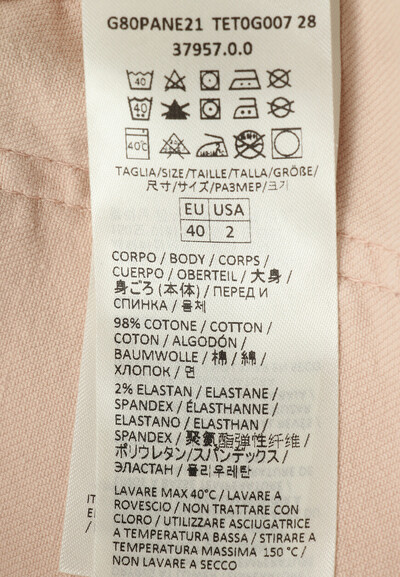 G80PANE21 TET0G007 28
37957.0.0
40
40
40°C
TAGLIA/SIZE/TAILLE/TALLA/GRÖßE/
尺寸/サイズ/РАЗМЕР/크기
EU USA
40 2
CORPO / BODY / CORPS /
CUERPO / OBERTEIL / 大身 /
身ごろ (本体) / ПЕРЕД И
СПИНКА / 몸체
98% COTONE / COTTON /
COTON / ALGODÓN /
BAUMWOLLE / 棉 / 綿 /
ХЛОПОК / 면
2% ELASTAN / ELASTANE /
SPANDEX / ÉLASTHANNE /
ELASTANO / ELASTHAN /
SPANDEX / 聚氨酯弹性纤维 /
ポリウレタン/スパンデックス /
ЭЛАСТАН / 폴리우레탄
LAVARE MAX 40°C / LAVARE A
ROVESCIO / NON TRATTARE CON
CLORO / UTILIZZARE ASCIUGATRICE
A TEMPERATURA BASSA / STIRARE A
TEMPERATURA MASSIMA 150 °C /
NON LAVARE A SECCO